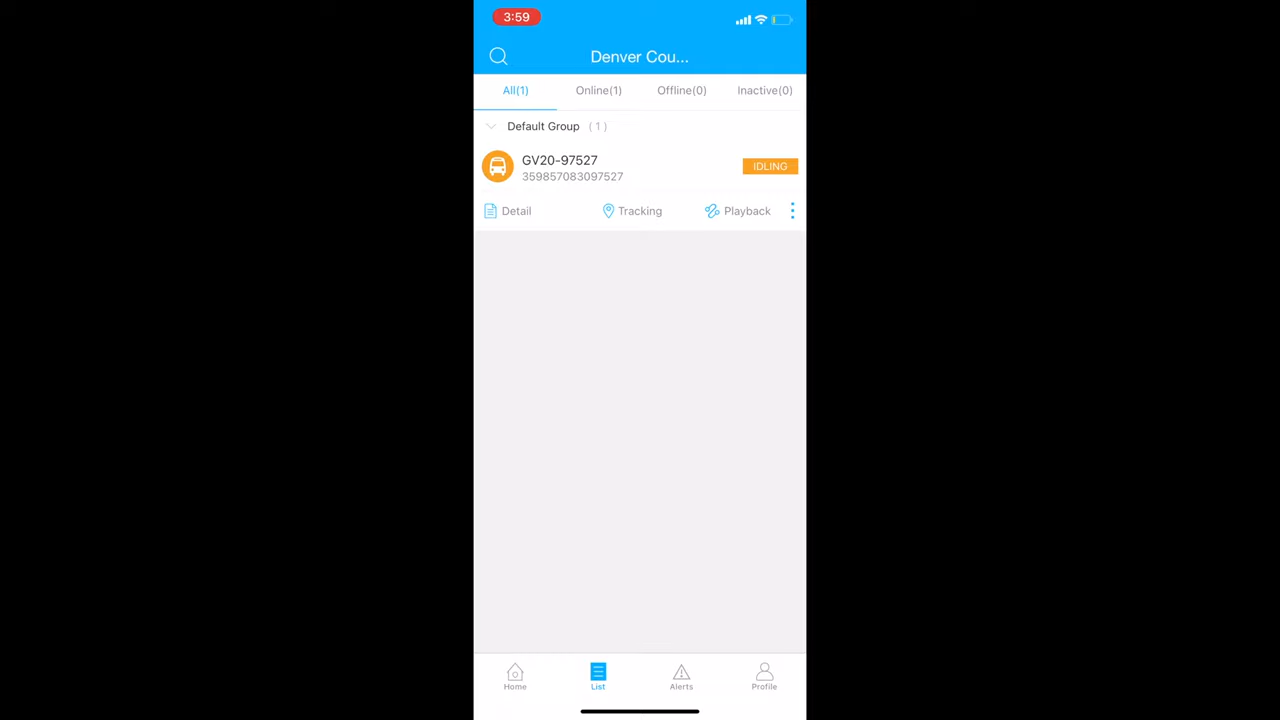 3:59
Denver Cou...
All(1) Online(1) Offline(0) Inactive(0)
Default Group (1)
GV20-97527
359857083097527
IDLING
Detail Tracking Playback
Home List Alerts Profile